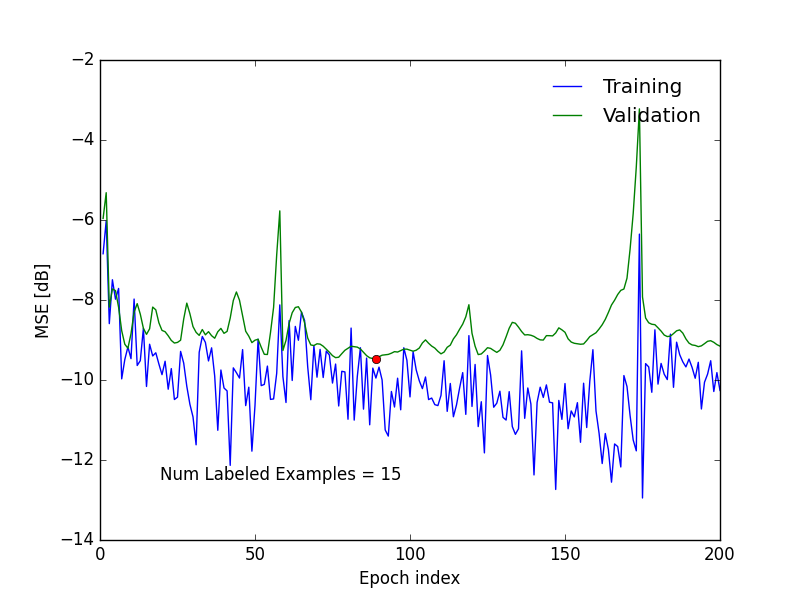 −2
−4
−6
−8
−10
−12
−14
MSE [dB]
Training
Validation
Num Labeled Examples = 15
0
50
100
150
200
Epoch index